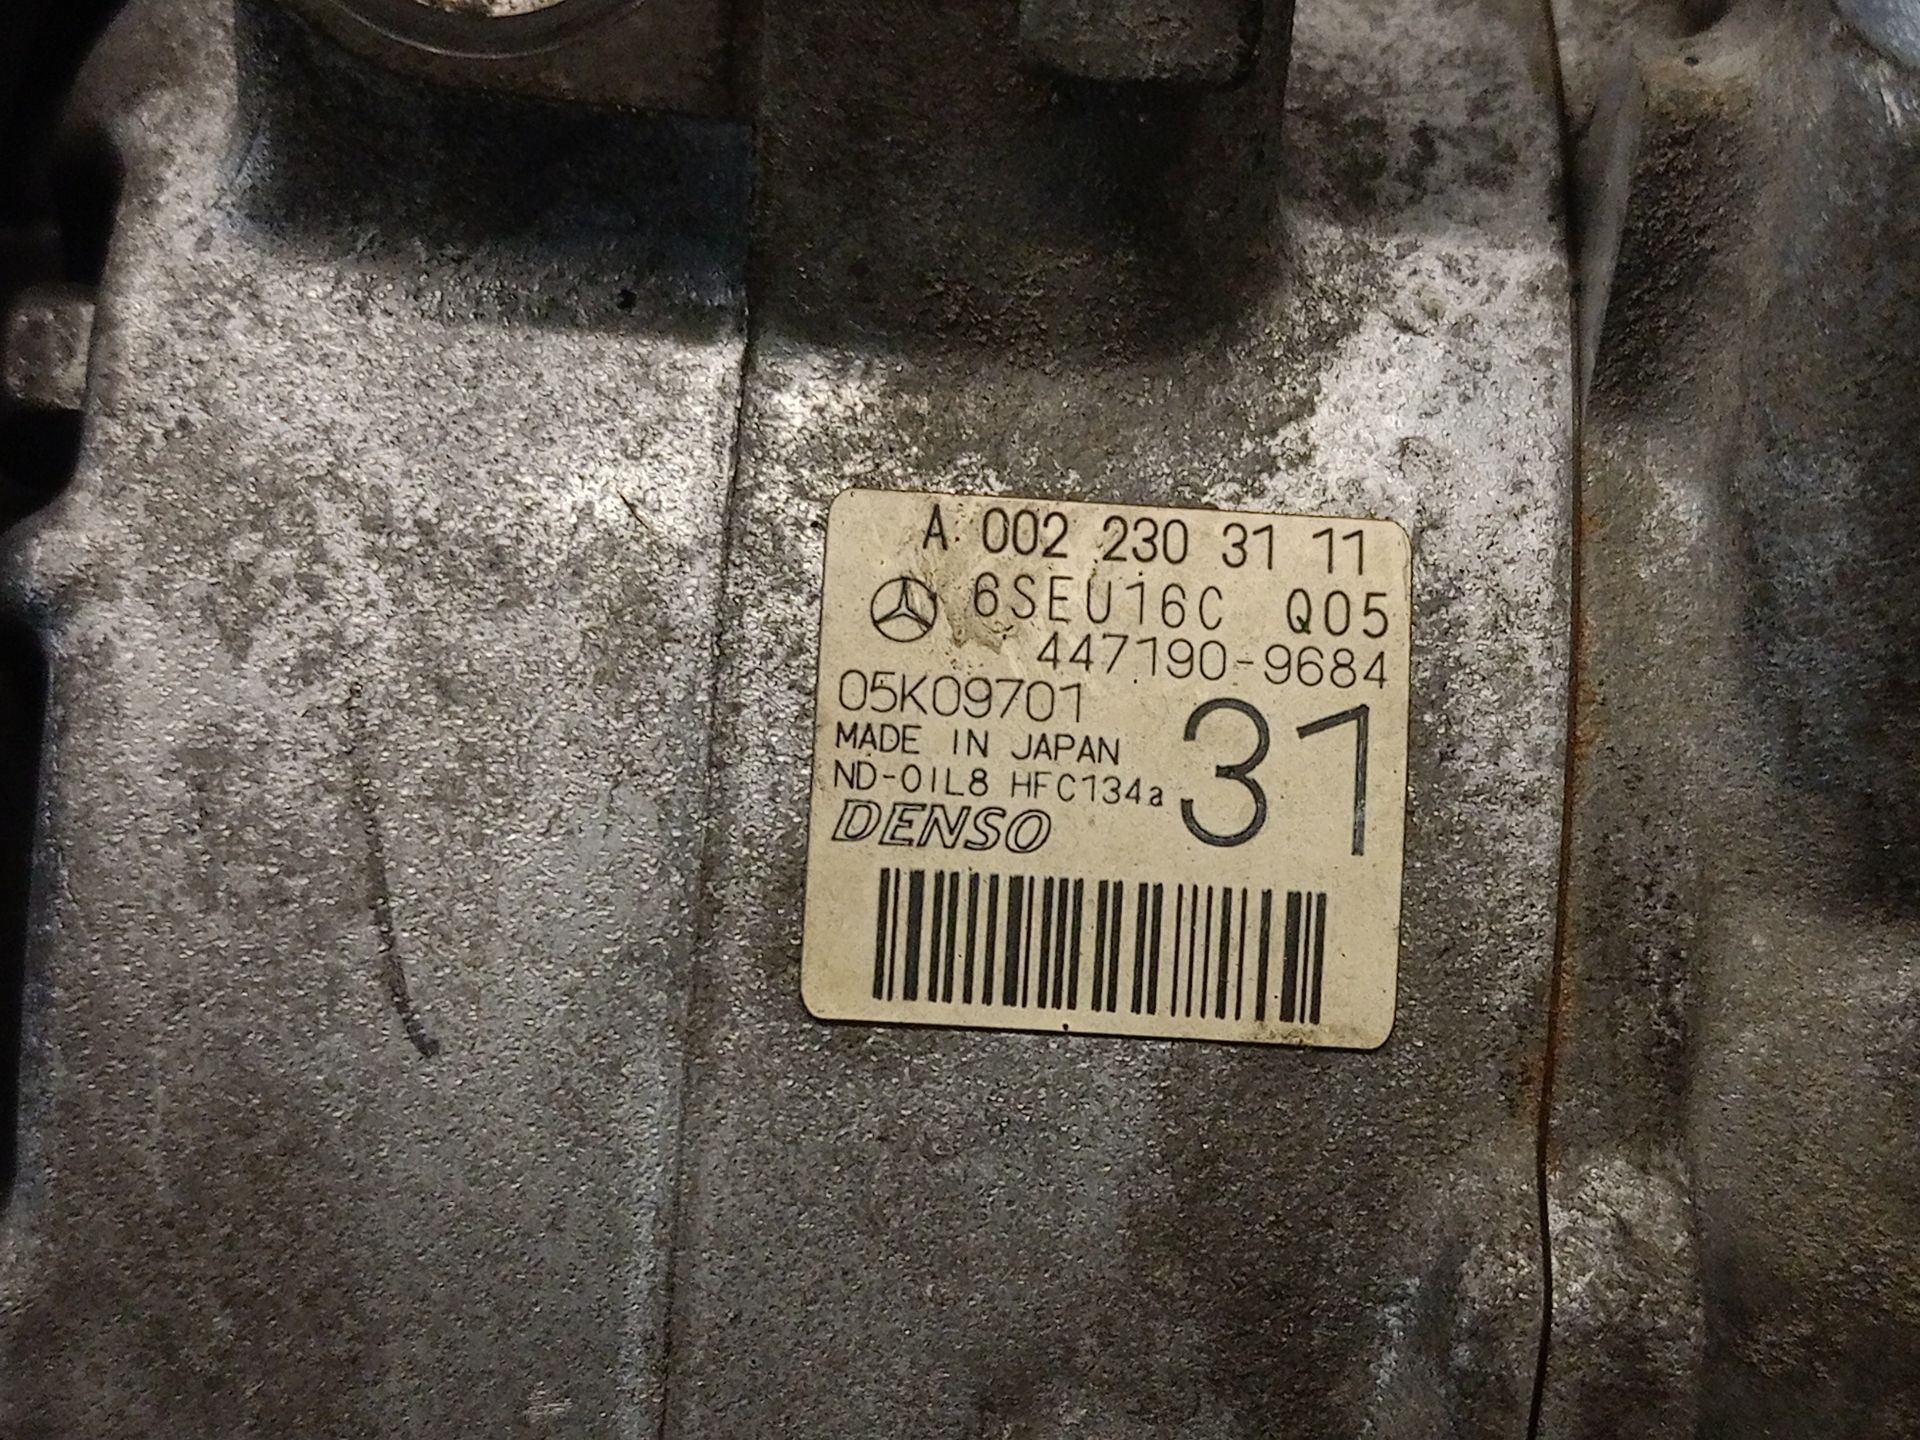 A 002 230 31 11
6SEU16C Q05
447190-9684
05K09701
MADE IN JAPAN
ND-OIL8 HFC134a
31
DENSO